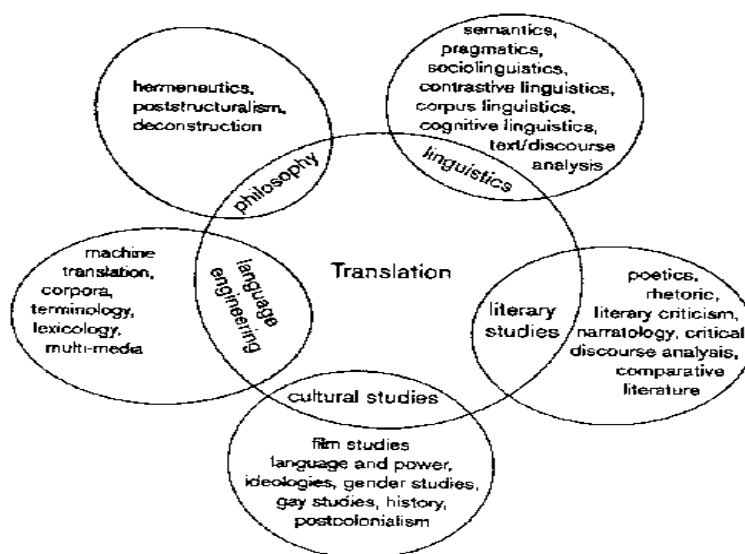 semantics,
pragmatics,
sociolinguistics,
contrastive linguistics,
corpus linguistics,
cognitive linguistics,
text/discourse
analysis
linguistics
hermeneutics,
poststructuralism,
deconstruction
philosophy
machine
translation,
corpora,
terminology,
lexicology,
multi-media
language
engineering
Translation
literary
studies
poetics,
rhetoric,
literary criticism,
narratology, critical
discourse analysis,
comparative
literature
cultural studies
film studies
language and power,
ideologies, gender studies,
gay studies, history,
postcolonialism